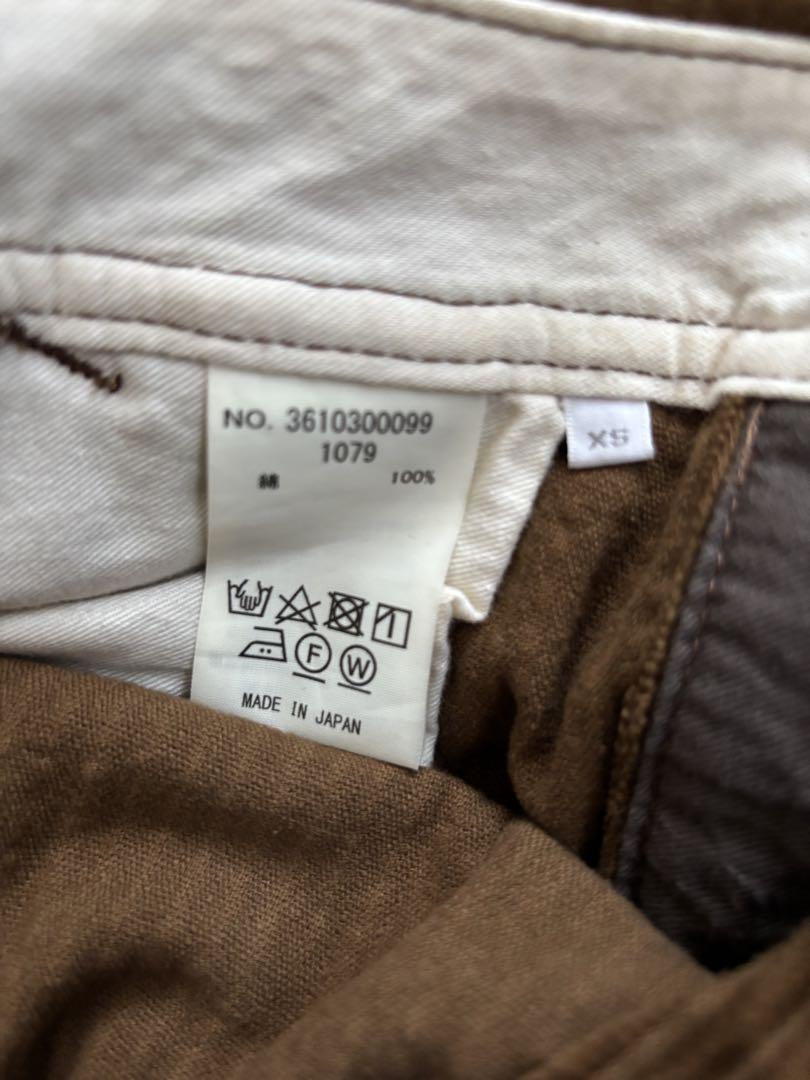 NO. 3610300099
1079
綿 100%
F W
MADE IN JAPAN
XS